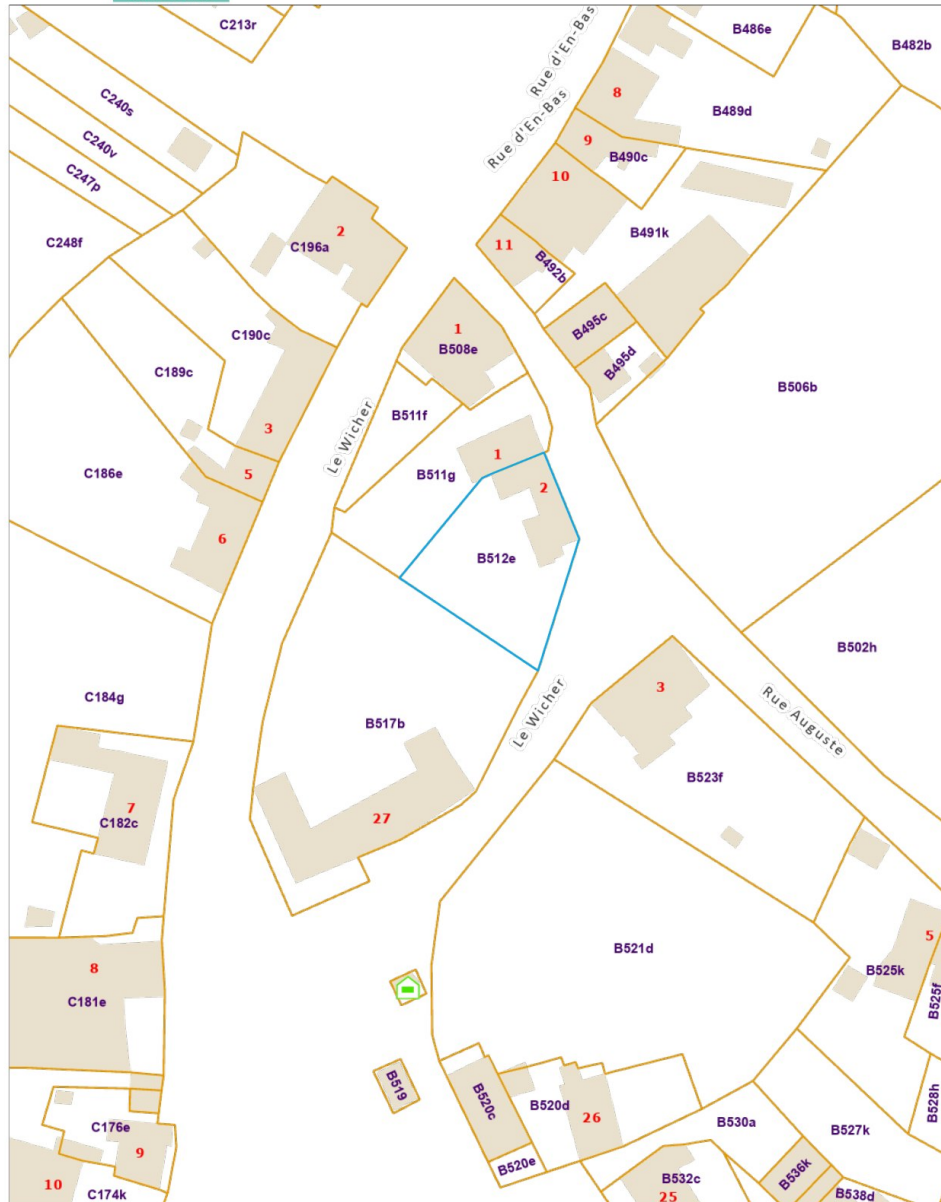 C213r
Rue d'En-Bas
B486e
B482b
8
B489d
C240s
Rue d'En-Bas
9
B490c
C240v
10
C247p
C248f
2
C196a
B491k
11
B492b
C190c
1
B508e
B495c
B495d
C189c
B506b
Le Wicher
B511f
3
5
1
B511g
2
C186e
6
B512e
B502h
C184g
3
Le Wicher
Rue Auguste
B517b
B523f
7
C182c
27
5
B521d
B525k
8
C181e
B525f
B519
B520c
B520d
26
B528h
C176e
B530a
B527k
9
B520e
B536k
10
C174k
B532c
25
B538d